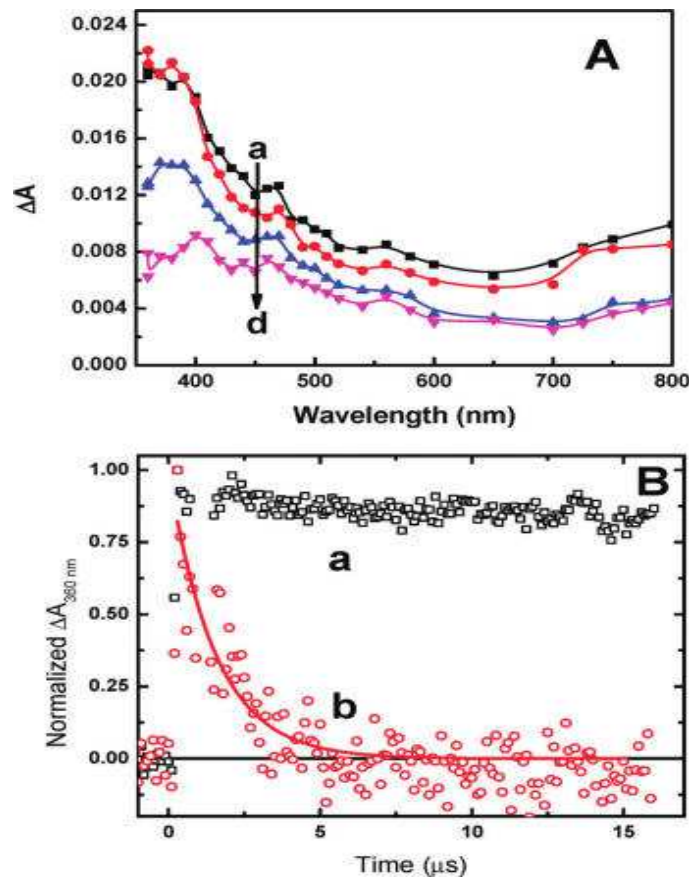 0.024
0.020
0.016
0.012
0.008
0.004
0.000
A
a
d
ΔA
400 500 600 700 800
Wavelength (nm)
1.00
0.75
0.50
0.25
0.00
B
a
b
Normalized ΔA360 nm
0 5 10 15
Time (μs)